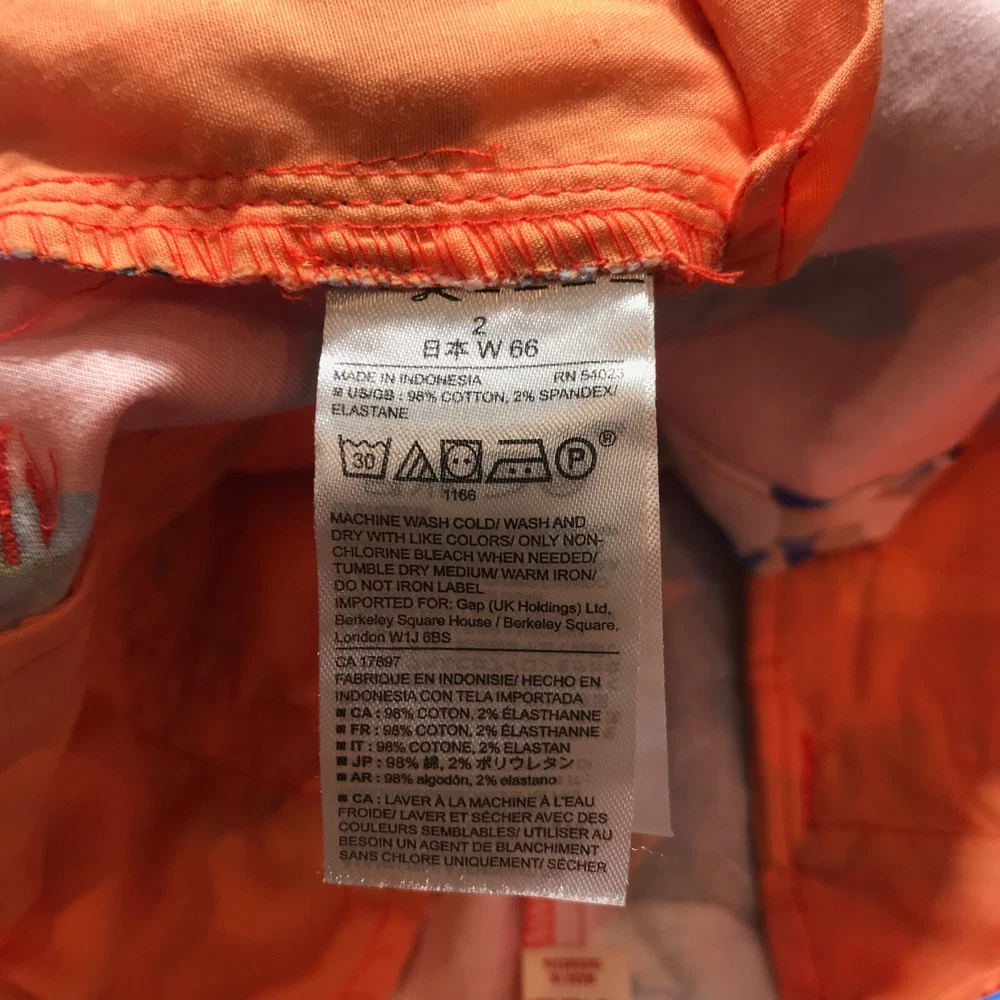 2
日本 W 66
MADE IN INDONESIA RN 54023
■ US/GB : 98% COTTON, 2% SPANDEX/
ELASTANE
30 P ®
1166
MACHINE WASH COLD/ WASH AND
DRY WITH LIKE COLORS/ ONLY NON-
CHLORINE BLEACH WHEN NEEDED/
TUMBLE DRY MEDIUM/ WARM IRON/
DO NOT IRON LABEL
IMPORTED FOR: Gap (UK Holdings) Ltd,
Berkeley Square House / Berkeley Square,
London W1J 6BS
CA 17897
FABRIQUE EN INDONISIE/ HECHO EN
INDONESIA CON TELA IMPORTADA
■ CA : 98% COTON, 2% ÉLASTHANNE
■ FR : 98% COTON, 2% ÉLASTHANNE
■ IT : 98% COTONE, 2% ELASTAN
■ JP : 98% 綿, 2% ポリウレタン
■ AR : 98% algodón, 2% elastano
■ CA : LAVER À LA MACHINE À L'EAU
FROIDE/ LAVER ET SÉCHER AVEC DES
COULEURS SEMBLABLES/ UTILISER AU
BESOIN UN AGENT DE BLANCHIMENT
SANS CHLORE UNIQUEMENT/ SÉCHER